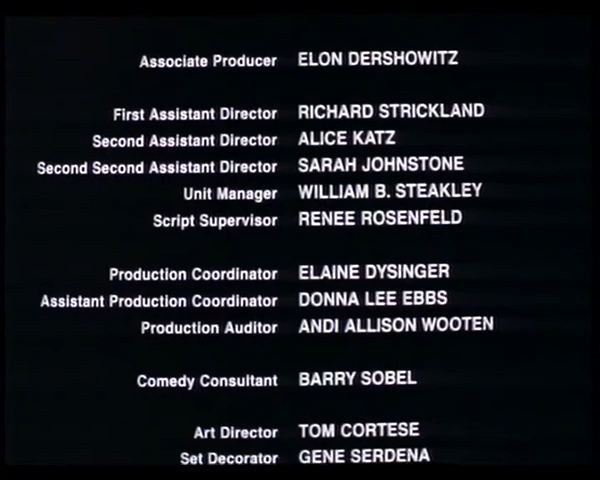 Associate Producer ELON DERSHOWITZ
First Assistant Director RICHARD STRICKLAND
Second Assistant Director ALICE KATZ
Second Second Assistant Director SARAH JOHNSTONE
Unit Manager WILLIAM B. STEAKLEY
Script Supervisor RENEE ROSENFELD
Production Coordinator ELAINE DYSINGER
Assistant Production Coordinator DONNA LEE EBBS
Production Auditor ANDI ALLISON WOOTEN
Comedy Consultant BARRY SOBEL
Art Director TOM CORTESE
Set Decorator GENE SERDENA